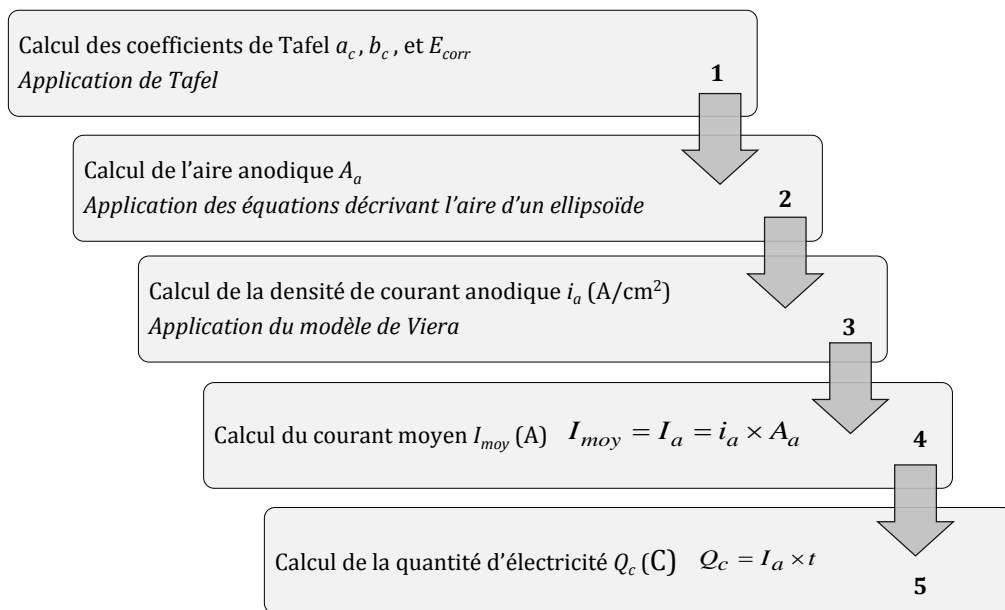 Calcul des coefficients de Tafel a_c , b_c , et E_corr
Application de Tafel
1
Calcul de l’aire anodique A_a
Application des équations décrivant l’aire d’un ellipsoïde
2
Calcul de la densité de courant anodique i_a (A/cm²)
Application du modèle de Viera
3
Calcul du courant moyen I_moy (A) I_moy = I_a = i_a × A_a
4
Calcul de la quantité d’électricité Q_c (C) Q_c = I_a × t
5